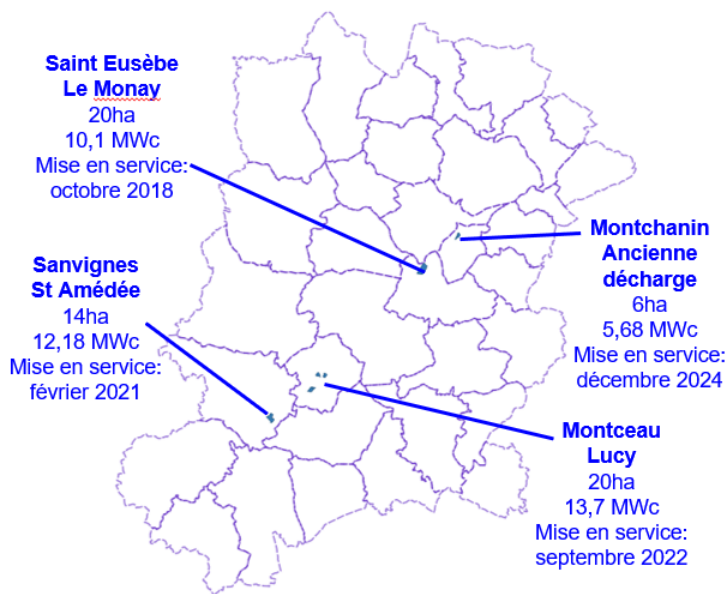 Saint Eusèbe
Le Monay
20ha
10,1 MWc
Mise en service:
octobre 2018
Montchanin
Ancienne
décharge
6ha
5,68 MWc
Mise en service:
décembre 2024
Sanvignes
St Amédée
14ha
12,18 MWc
Mise en service:
février 2021
Montceau
Lucy
20ha
13,7 MWc
Mise en service:
septembre 2022